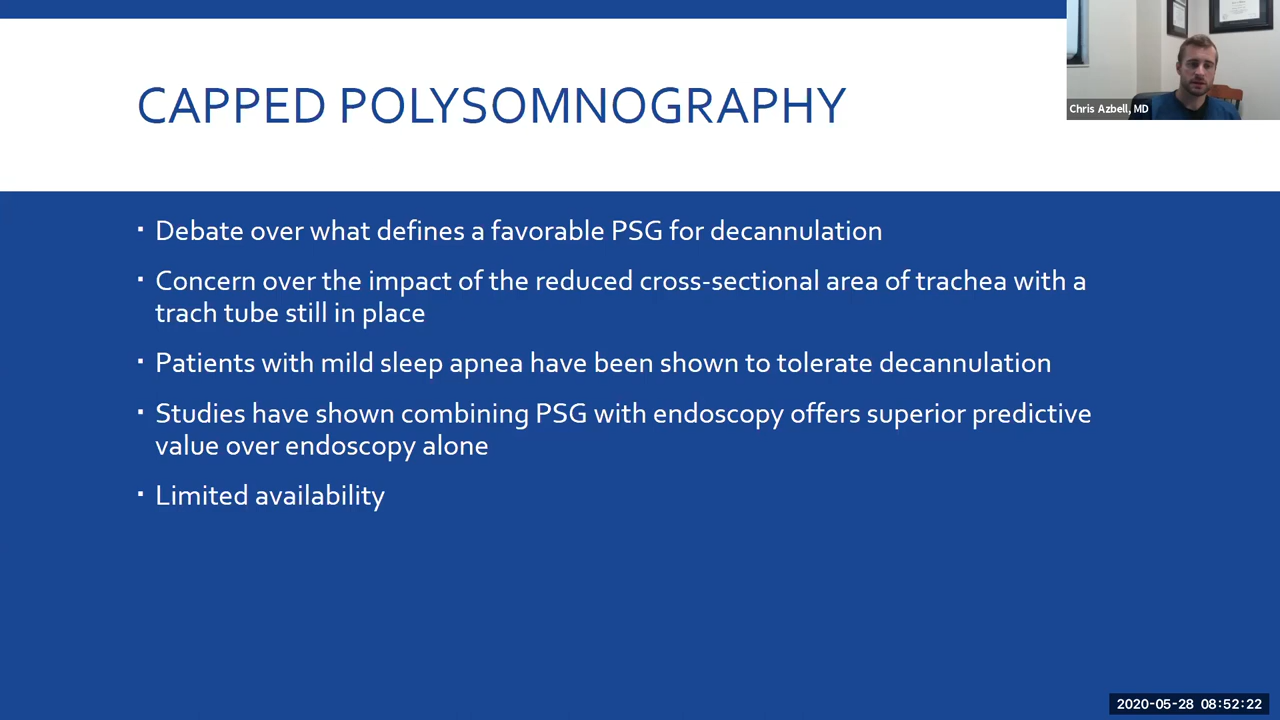 CAPPED POLYSOMNOGRAPHY
Chris Azbell, MD
▪ Debate over what defines a favorable PSG for decannulation
▪ Concern over the impact of the reduced cross-sectional area of trachea with a
trach tube still in place
▪ Patients with mild sleep apnea have been shown to tolerate decannulation
▪ Studies have shown combining PSG with endoscopy offers superior predictive
value over endoscopy alone
▪ Limited availability
2020-05-28 08:52:22